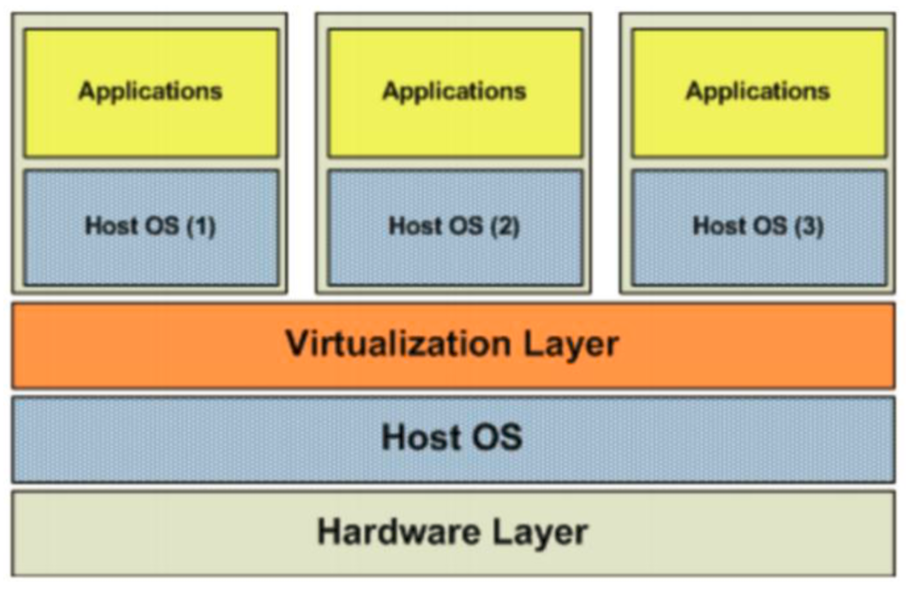 Applications
Applications
Applications
Host OS (1)
Host OS (2)
Host OS (3)
Virtualization Layer
Host OS
Hardware Layer